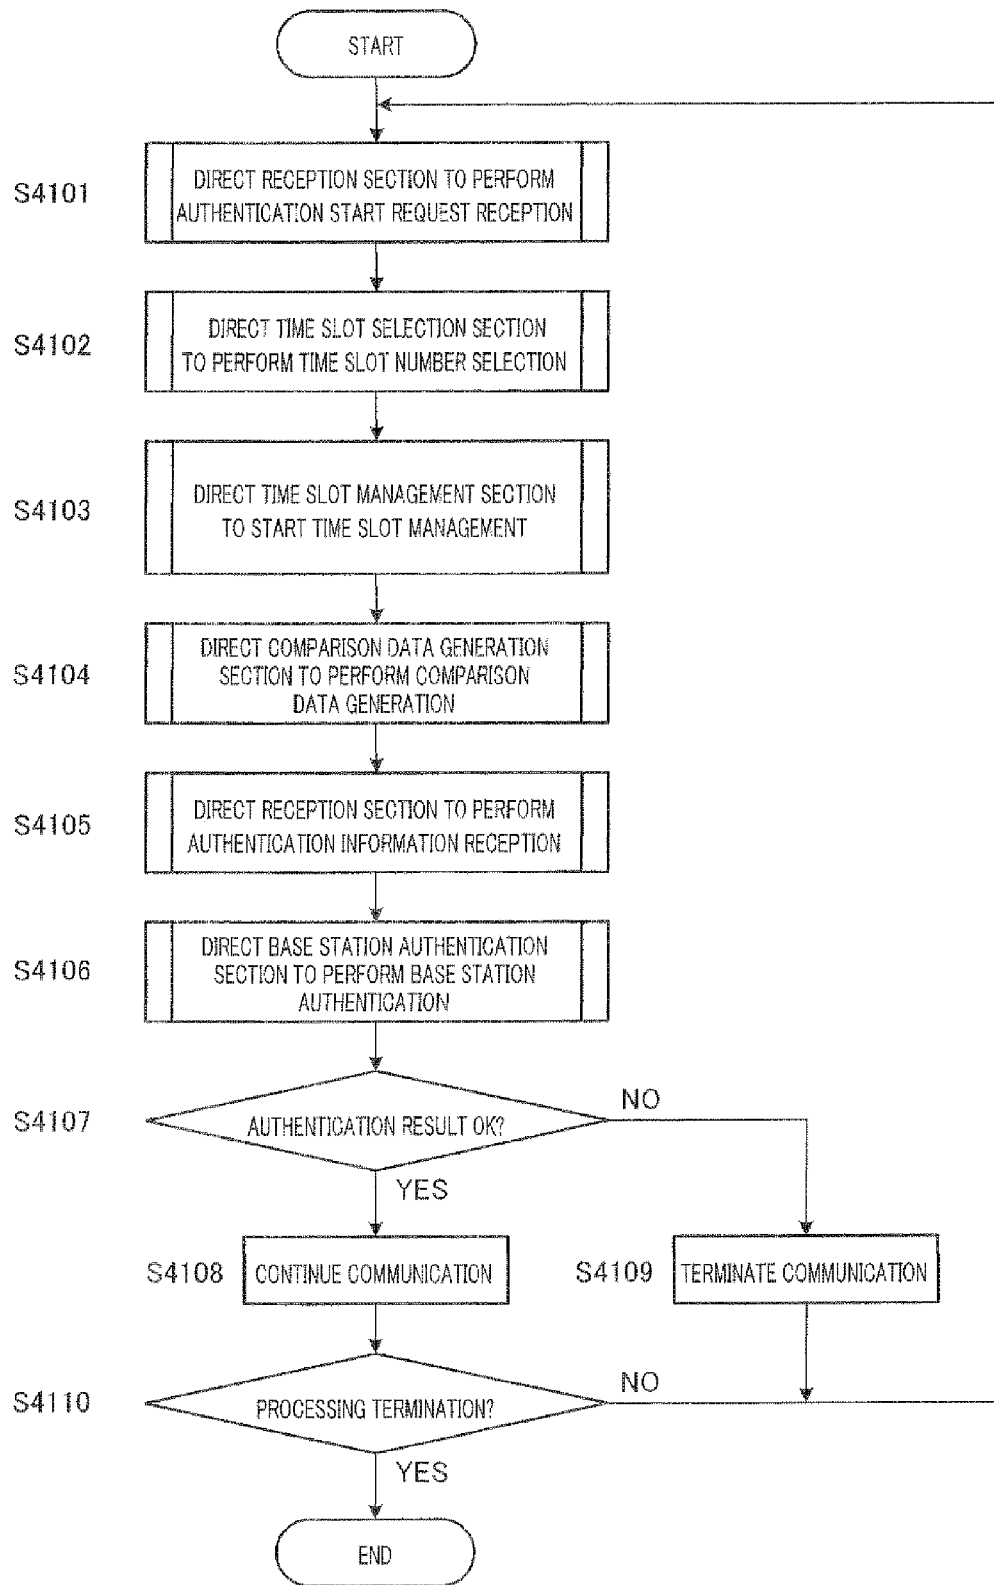 START
S4101
DIRECT RECEPTION SECTION TO PERFORM
AUTHENTICATION START REQUEST RECEPTION
S4102
DIRECT TIME SLOT SELECTION SECTION
TO PERFORM TIME SLOT NUMBER SELECTION
S4103
DIRECT TIME SLOT MANAGEMENT SECTION
TO START TIME SLOT MANAGEMENT
S4104
DIRECT COMPARISON DATA GENERATION
SECTION TO PERFORM COMPARISON
DATA GENERATION
S4105
DIRECT RECEPTION SECTION TO PERFORM
AUTHENTICATION INFORMATION RECEPTION
S4106
DIRECT BASE STATION AUTHENTICATION
SECTION TO PERFORM BASE STATION
AUTHENTICATION
S4107
AUTHENTICATION RESULT OK?
NO
YES
S4108
CONTINUE COMMUNICATION
S4109
TERMINATE COMMUNICATION
S4110
PROCESSING TERMINATION?
NO
YES
END